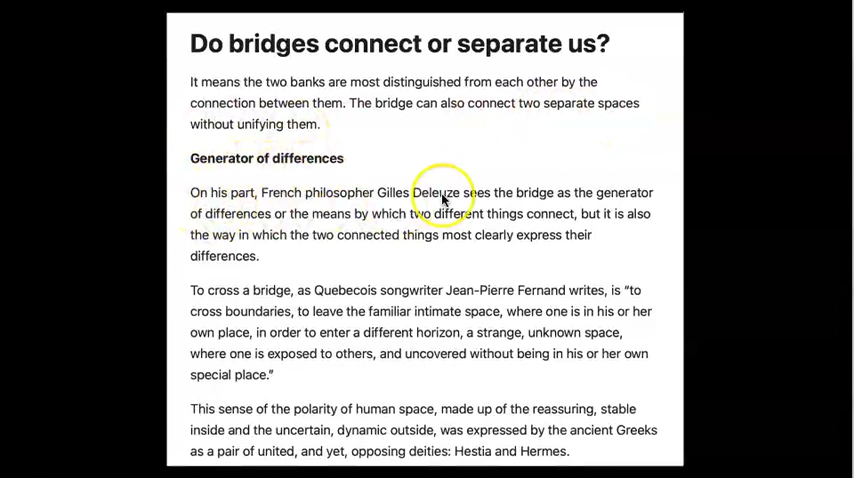 Do bridges connect or separate us?
It means the two banks are most distinguished from each other by the
connection between them. The bridge can also connect two separate spaces
without unifying them.
Generator of differences
On his part, French philosopher Gilles Deleuze sees the bridge as the generator
of differences or the means by which two different things connect, but it is also
the way in which the two connected things most clearly express their
differences.
To cross a bridge, as Quebecois songwriter Jean-Pierre Fernand writes, is “to
cross boundaries, to leave the familiar intimate space, where one is in his or her
own place, in order to enter a different horizon, a strange, unknown space,
where one is exposed to others, and uncovered without being in his or her own
special place.”
This sense of the polarity of human space, made up of the reassuring, stable
inside and the uncertain, dynamic outside, was expressed by the ancient Greeks
as a pair of united, and yet, opposing deities: Hestia and Hermes.